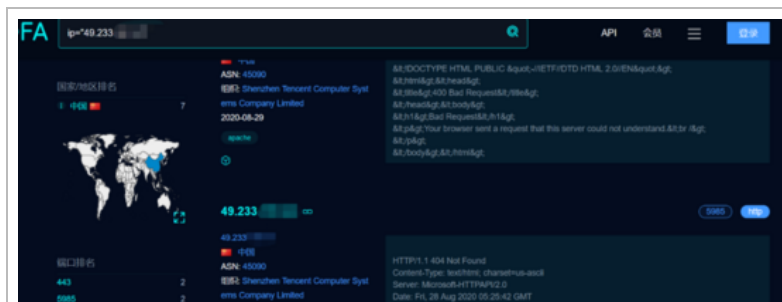 FA
ip="49.233.
API
会员
登录
国家/地区排名
中国
7
端口排名
443
2
5985
2
中国
ASN: 45090
组织: Shenzhen Tencent Computer Syst
ems Company Limited
2020-08-29
apache
&lt;!DOCTYPE HTML PUBLIC &quot;-//IETF//DTD HTML 2.0//EN&quot;&gt;
&lt;html&gt;&lt;head&gt;
&lt;title&gt;400 Bad Request&lt;/title&gt;
&lt;/head&gt;&lt;body&gt;
&lt;h1&gt;Bad Request&lt;/h1&gt;
&lt;p&gt;Your browser sent a request that this server could not understand.&lt;br /&gt;
&lt;/p&gt;
&lt;/body&gt;&lt;/html&gt;
49.233.
5985
http
49.233
中国
ASN: 45090
组织: Shenzhen Tencent Computer Syst
ems Company Limited
HTTP/1.1 404 Not Found
Content-Type: text/html; charset=us-ascii
Server: Microsoft-HTTPAPI/2.0
Date: Fri, 28 Aug 2020 05:25:42 GMT